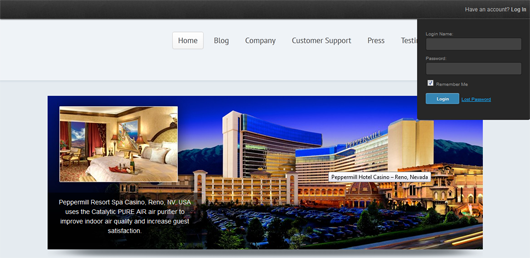 Have an account? Log in
Home
Blog
Company
Customer Support
Press
Login Name:
Password:
Remember Me
Login
Lost Password
Peppermill Hotel Casino – Reno, Nevada
Peppermill Resort Spa Casino, Reno, NV, USA
uses the Catalytic PURE AIR air purifier to
improve indoor air quality and increase guest
satisfaction.